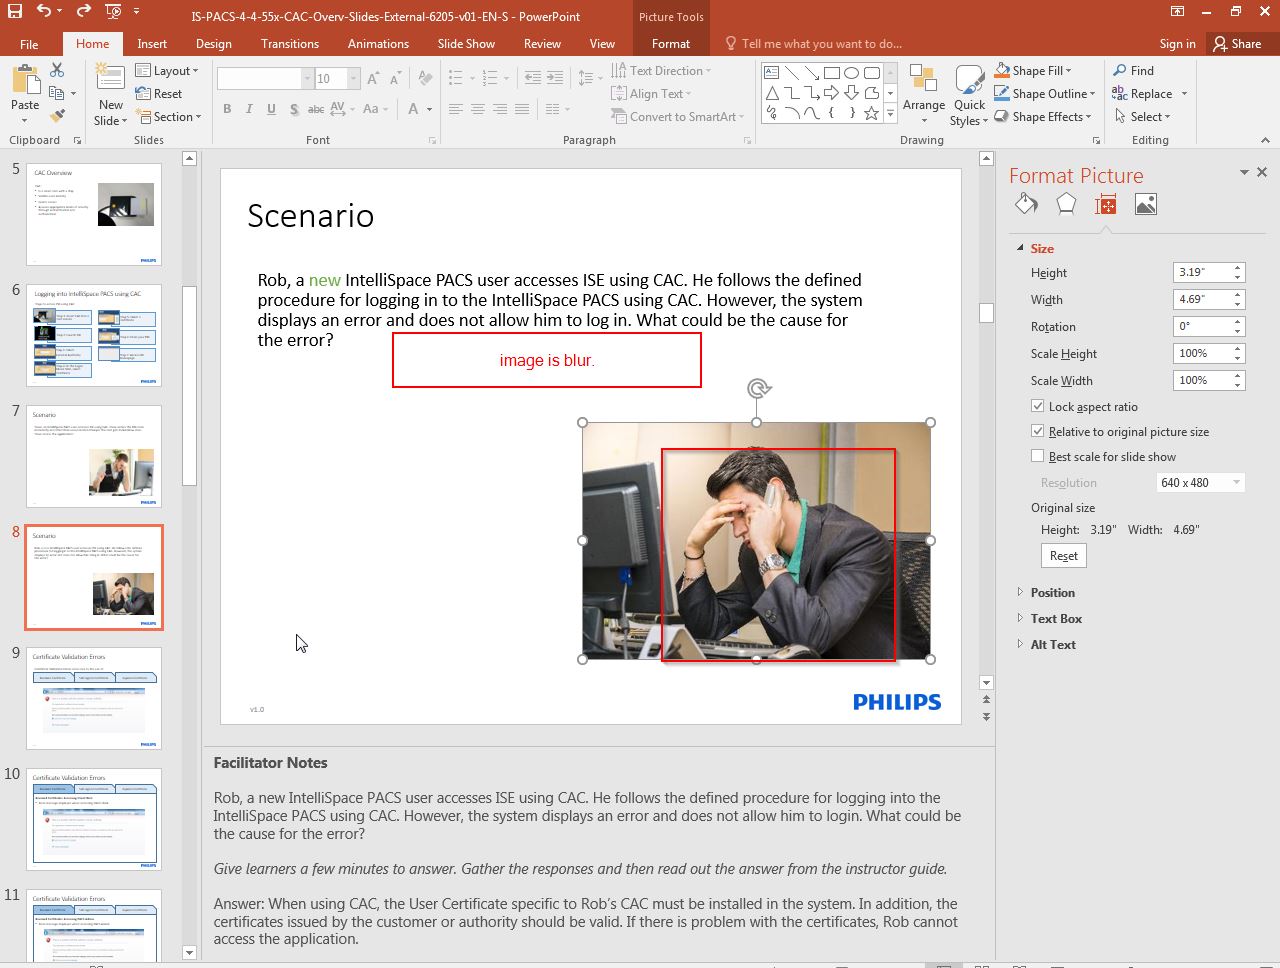 IS-PACS-4-4-55x-CAC-Overv-Slides-External-6205-v01-EN-S - PowerPoint
Picture Tools
File
Home
Insert
Design
Transitions
Animations
Slide Show
Review
View
Format
Tell me what you want to do...
Sign in
Share
Paste
New Slide
Layout
Reset
Section
10
B I U S abc AV Aa A
Text Direction
Align Text
Convert to SmartArt
Arrange
Quick Styles
Shape Fill
Shape Outline
Shape Effects
Find
Replace
Select
Clipboard
Slides
Font
Paragraph
Drawing
Editing
5
CAC Overview
PHILIPS
6
Logging into IntelliSpace PACS using CAC
PHILIPS
7
Scenario
PHILIPS
8
Scenario
PHILIPS
9
Certificate Validation Errors
PHILIPS
10
Certificate Validation Errors
PHILIPS
11
Certificate Validation Errors
Scenario
Rob, a new IntelliSpace PACS user accesses ISE using CAC. He follows the defined
procedure for logging in to the IntelliSpace PACS using CAC. However, the system
displays an error and does not allow him to log in. What could be the cause for
the error?
image is blur.
v1.0
PHILIPS
Facilitator Notes
Rob, a new IntelliSpace PACS user accesses ISE using CAC. He follows the defined procedure for logging into the
IntelliSpace PACS using CAC. However, the system displays an error and does not allow him to login. What could be
the cause for the error?
Give learners a few minutes to answer. Gather the responses and then read out the answer from the instructor guide.
Answer: When using CAC, the User Certificate specific to Rob's CAC must be installed in the system. In addition, the
certificates issued by the customer or authority should be valid. If there is problem with the certificates, Rob cannot
access the application.
Format Picture
Size
Height 3.19"
Width 4.69"
Rotation 0°
Scale Height 100%
Scale Width 100%
Lock aspect ratio
Relative to original picture size
Best scale for slide show
Resolution 640 x 480
Original size
Height: 3.19" Width: 4.69"
Reset
Position
Text Box
Alt Text